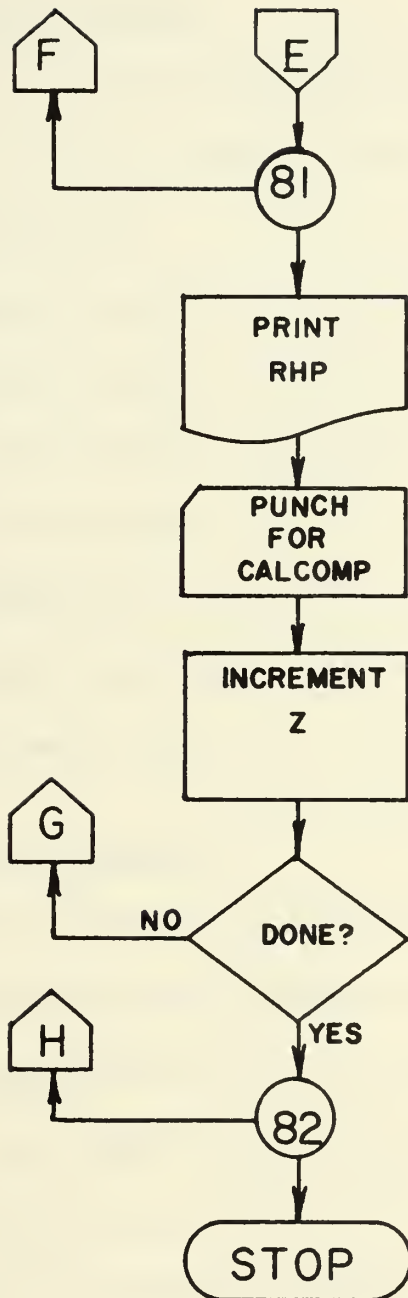 F
E
81
PRINT
RHP
PUNCH
FOR
CALCOMP
INCREMENT
Z
G
NO
DONE?
H
YES
82
STOP